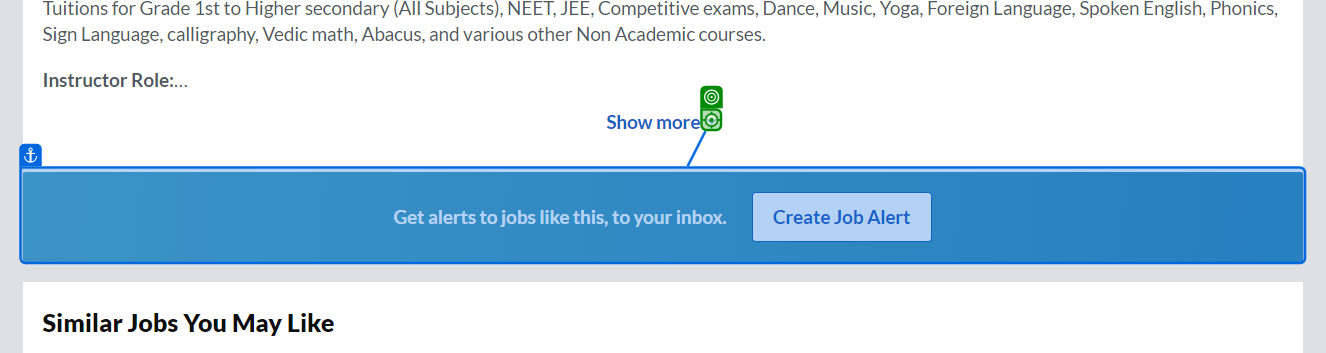 Tuitions for Grade 1st to Higher secondary (All Subjects), NEET, JEE, Competitive exams, Dance, Music, Yoga, Foreign Language, Spoken English, Phonics,
Sign Language, calligraphy, Vedic math, Abacus, and various other Non Academic courses.
Instructor Role:...
Show more
Get alerts to jobs like this, to your inbox.
Create Job Alert
Similar Jobs You May Like